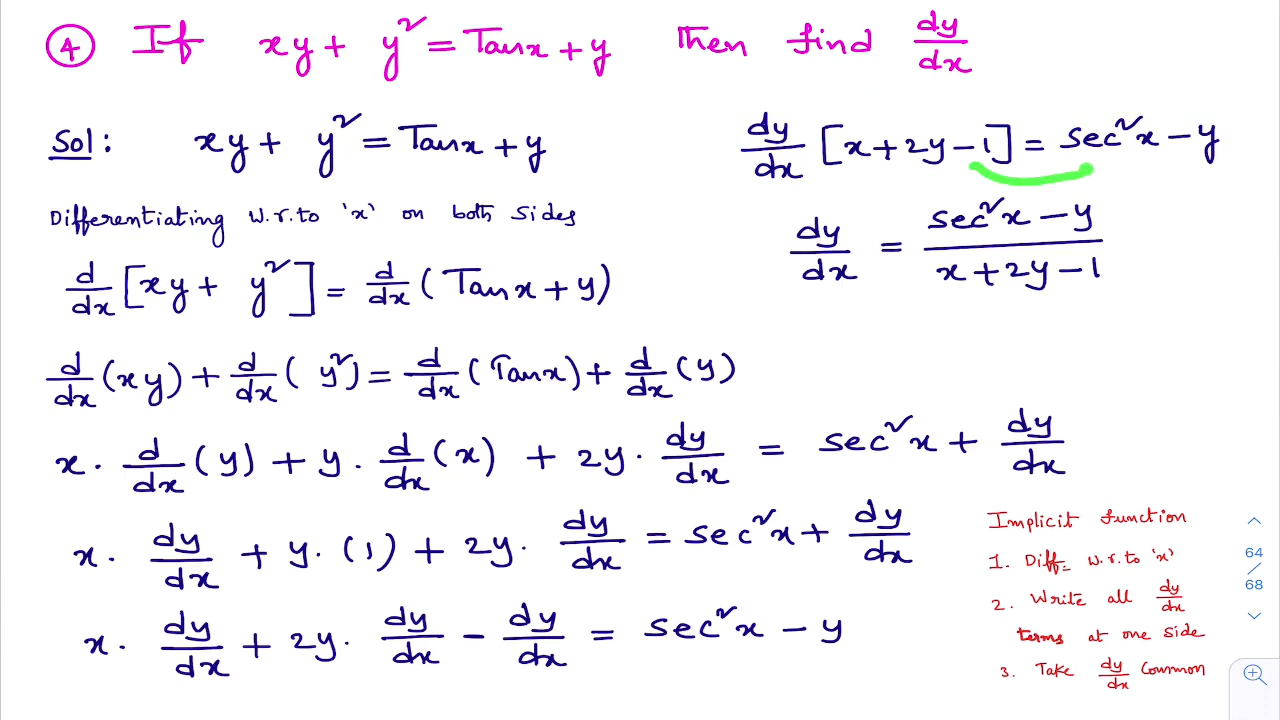 ④ If xy + y² = Tanx + y then find dy/dx
Sol: xy + y² = Tanx + y
Differentiating w.r.to 'x' on both sides
d/dx [xy + y²] = d/dx (Tanx + y)
d/dx (xy) + d/dx (y²) = d/dx (Tanx) + d/dx (y)
x · d/dx (y) + y · d/dx (x) + 2y · dy/dx = sec²x + dy/dx
x · dy/dx + y · (1) + 2y · dy/dx = sec²x + dy/dx
x · dy/dx + 2y · dy/dx − dy/dx = sec²x − y
dy/dx [x + 2y − 1] = sec²x − y
dy/dx = (sec²x − y)/(x + 2y − 1)
Implicit function
1. Diff= w.r.to 'x'
2. Write all dy/dx
terms at one side
3. Take dy/dx common
64
/
68